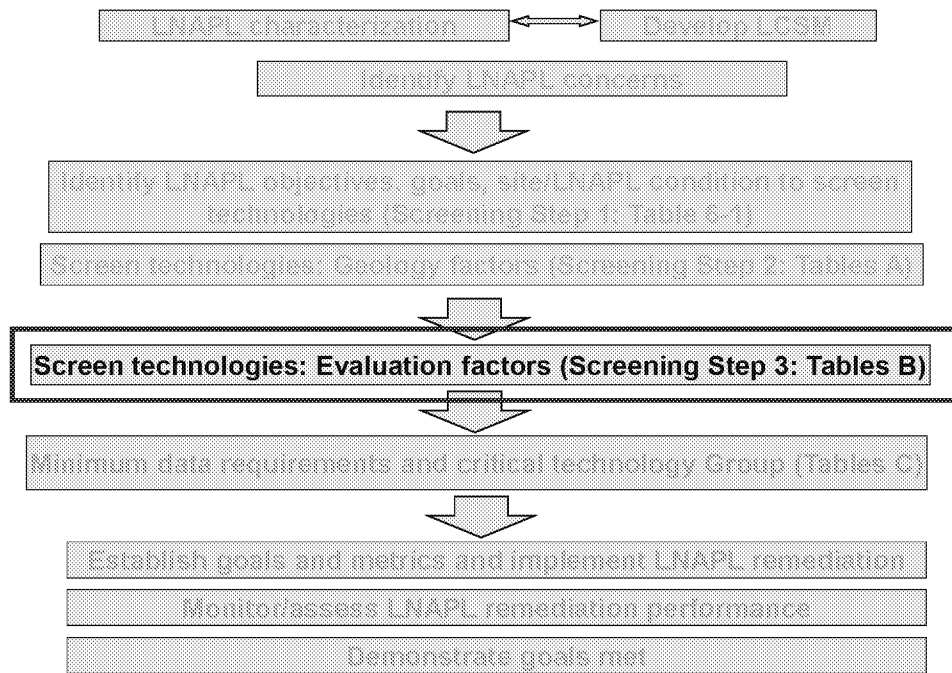 LNAPL characterization
Develop LCSM
Identify LNAPL concerns
Identify LNAPL objectives, goals, site/LNAPL condition to screen
technologies (Screening Step 1: Table 6-1)
Screen technologies: Geology factors (Screening Step 2: Tables A)
Screen technologies: Evaluation factors (Screening Step 3: Tables B)
Minimum data requirements and critical technology Group (Tables C)
Establish goals and metrics and implement LNAPL remediation
Monitor/assess LNAPL remediation performance
Demonstrate goals met